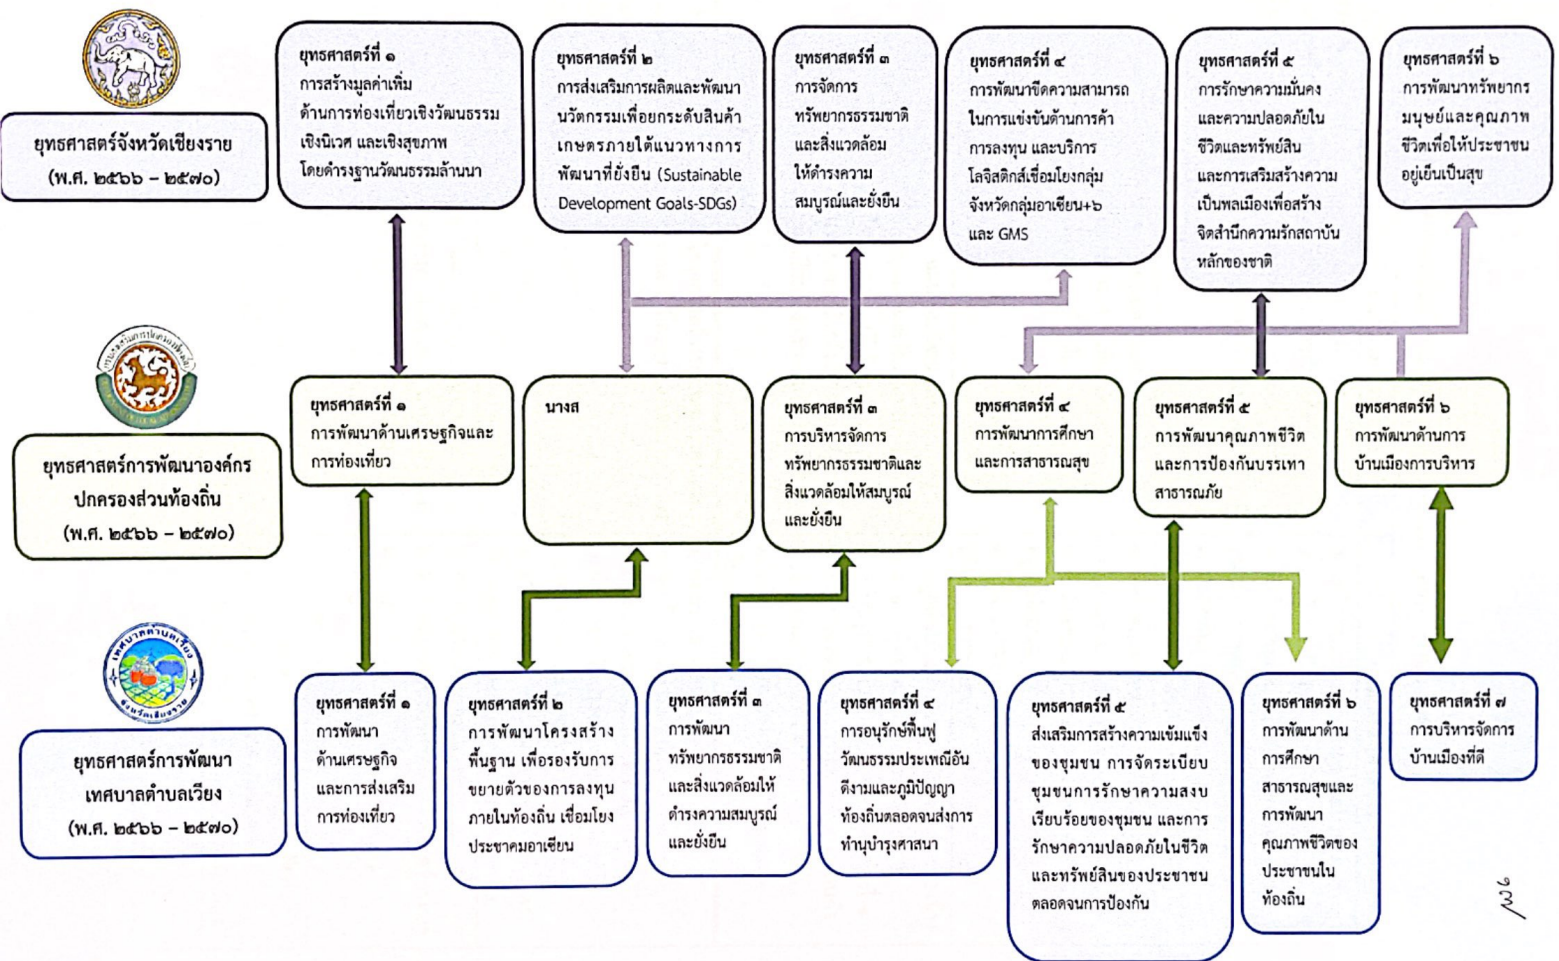 ยุทธศาสตร์จังหวัดเชียงราย
(พ.ศ. ๒๕๖๖ – ๒๕๗๐)
ยุทธศาสตร์ที่ ๑
การสร้างมูลค่าเพิ่ม
ด้านการท่องเที่ยวเชิงวัฒนธรรม
เชิงนิเวศ และเชิงสุขภาพ
โดยดำรงฐานวัฒนธรรมล้านนา
ยุทธศาสตร์ที่ ๒
การส่งเสริมการผลิตและพัฒนา
นวัตกรรมเพื่อยกระดับสินค้า
เกษตรภายใต้แนวทางการ
พัฒนาที่ยั่งยืน (Sustainable
Development Goals-SDGs)
ยุทธศาสตร์ที่ ๓
การจัดการ
ทรัพยากรธรรมชาติ
และสิ่งแวดล้อม
ให้ดำรงความ
สมบูรณ์และยั่งยืน
ยุทธศาสตร์ที่ ๔
การพัฒนาขีดความสามารถ
ในการแข่งขันด้านการค้า
การลงทุน และบริการ
โลจิสติกส์เชื่อมโยงกลุ่ม
จังหวัดกลุ่มอาเซียน+๖
และ GMS
ยุทธศาสตร์ที่ ๕
การรักษาความมั่นคง
และความปลอดภัยใน
ชีวิตและทรัพย์สิน
และการเสริมสร้างความ
เป็นพลเมืองเพื่อสร้าง
จิตสำนึกความรักสถาบัน
หลักของชาติ
ยุทธศาสตร์ที่ ๖
การพัฒนาทรัพยากร
มนุษย์และคุณภาพ
ชีวิตเพื่อให้ประชาชน
อยู่เย็นเป็นสุข
ยุทธศาสตร์การพัฒนาองค์กร
ปกครองส่วนท้องถิ่น
(พ.ศ. ๒๕๖๖ – ๒๕๗๐)
ยุทธศาสตร์ที่ ๑
การพัฒนาด้านเศรษฐกิจและ
การท่องเที่ยว
นางส
ยุทธศาสตร์ที่ ๓
การบริหารจัดการ
ทรัพยากรธรรมชาติและ
สิ่งแวดล้อมให้สมบูรณ์
และยั่งยืน
ยุทธศาสตร์ที่ ๔
การพัฒนาการศึกษา
และการสาธารณสุข
ยุทธศาสตร์ที่ ๕
การพัฒนาคุณภาพชีวิต
และการป้องกันบรรเทา
สาธารณภัย
ยุทธศาสตร์ที่ ๖
การพัฒนาด้านการ
บ้านเมืองการบริหาร
เทศบาลตำบลเวียง
จังหวัดเชียงราย
ยุทธศาสตร์การพัฒนา
เทศบาลตำบลเวียง
(พ.ศ. ๒๕๖๖ – ๒๕๗๐)
ยุทธศาสตร์ที่ ๑
การพัฒนา
ด้านเศรษฐกิจ
และการส่งเสริม
การท่องเที่ยว
ยุทธศาสตร์ที่ ๒
การพัฒนาโครงสร้าง
พื้นฐาน เพื่อรองรับการ
ขยายตัวของการลงทุน
ภายในท้องถิ่น เชื่อมโยง
ประชาคมอาเซียน
ยุทธศาสตร์ที่ ๓
การพัฒนา
ทรัพยากรธรรมชาติ
และสิ่งแวดล้อมให้
ดำรงความสมบูรณ์
และยั่งยืน
ยุทธศาสตร์ที่ ๔
การอนุรักษ์ฟื้นฟู
วัฒนธรรมประเพณีอัน
ดีงามและภูมิปัญญา
ท้องถิ่นตลอดจนส่งการ
ทำนุบำรุงศาสนา
ยุทธศาสตร์ที่ ๕
ส่งเสริมการสร้างความเข้มแข็ง
ของชุมชน การจัดระเบียบ
ชุมชนการรักษาความสงบ
เรียบร้อยของชุมชน และการ
รักษาความปลอดภัยในชีวิต
และทรัพย์สินของประชาชน
ตลอดจนการป้องกัน
ยุทธศาสตร์ที่ ๖
การพัฒนาด้าน
การศึกษา
สาธารณสุขและ
การพัฒนา
คุณภาพชีวิตของ
ประชาชนใน
ท้องถิ่น
ยุทธศาสตร์ที่ ๗
การบริหารจัดการ
บ้านเมืองที่ดี